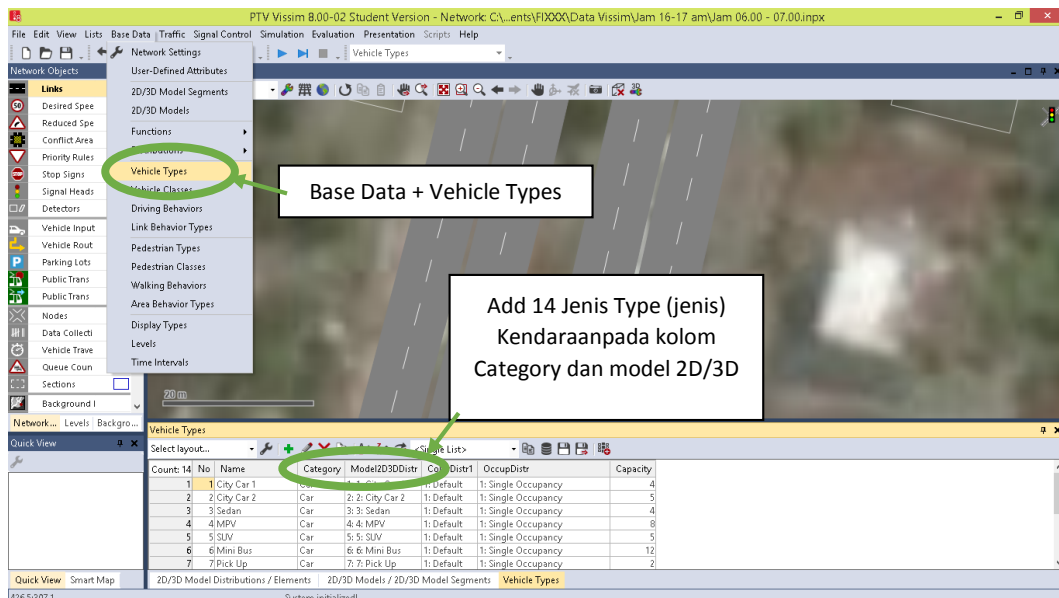 PTV Vissim 8.00-02 Student Version - Network: C:\...ents\FIXXX\Data Vissim\Jam 16-17 am\Jam 06.00 - 07.00.inpx
File Edit View Lists Base Data Traffic Signal Control Simulation Evaluation Presentation Scripts Help
Vehicle Types
Network Objects
Links
Desired Spee
Reduced Spe
Conflict Area
Priority Rules
Stop Signs
Signal Heads
Detectors
Vehicle Input
Vehicle Rout
Parking Lots
Public Trans
Public Trans
Nodes
Data Collecti
Vehicle Trave
Queue Coun
Sections
Background I
Network... Levels Backgro...
Network Settings
User-Defined Attributes
2D/3D Model Segments
2D/3D Models
Functions
Distributions
Vehicle Types
Vehicle Classes
Driving Behaviors
Link Behavior Types
Pedestrian Types
Pedestrian Classes
Walking Behaviors
Area Behavior Types
Display Types
Levels
Time Intervals
Base Data + Vehicle Types
Add 14 Jenis Type (jenis)
Kendaraanpada kolom
Category dan model 2D/3D
20 m
Quick View
Vehicle Types
Select layout... <Single List>
Count: 14 No Name Category Model2D3DDistr OccupDistr Capacity
1 1 City Car 1 Car 1: Default 1: Single Occupancy 4
2 2 City Car 2 Car 2: 2: City Car 2 1: Default 1: Single Occupancy 5
3 3 Sedan Car 3: 3: Sedan 1: Default 1: Single Occupancy 4
4 4 MPV Car 4: 4: MPV 1: Default 1: Single Occupancy 8
5 5 SUV Car 5: 5: SUV 1: Default 1: Single Occupancy 5
6 6 Mini Bus Car 6: 6: Mini Bus 1: Default 1: Single Occupancy 12
7 7 Pick Up Car 7: 7: Pick Up 1: Default 1: Single Occupancy 2
Quick View Smart Map
2D/3D Model Distributions / Elements 2D/3D Models / 2D/3D Model Segments Vehicle Types
System initialized!